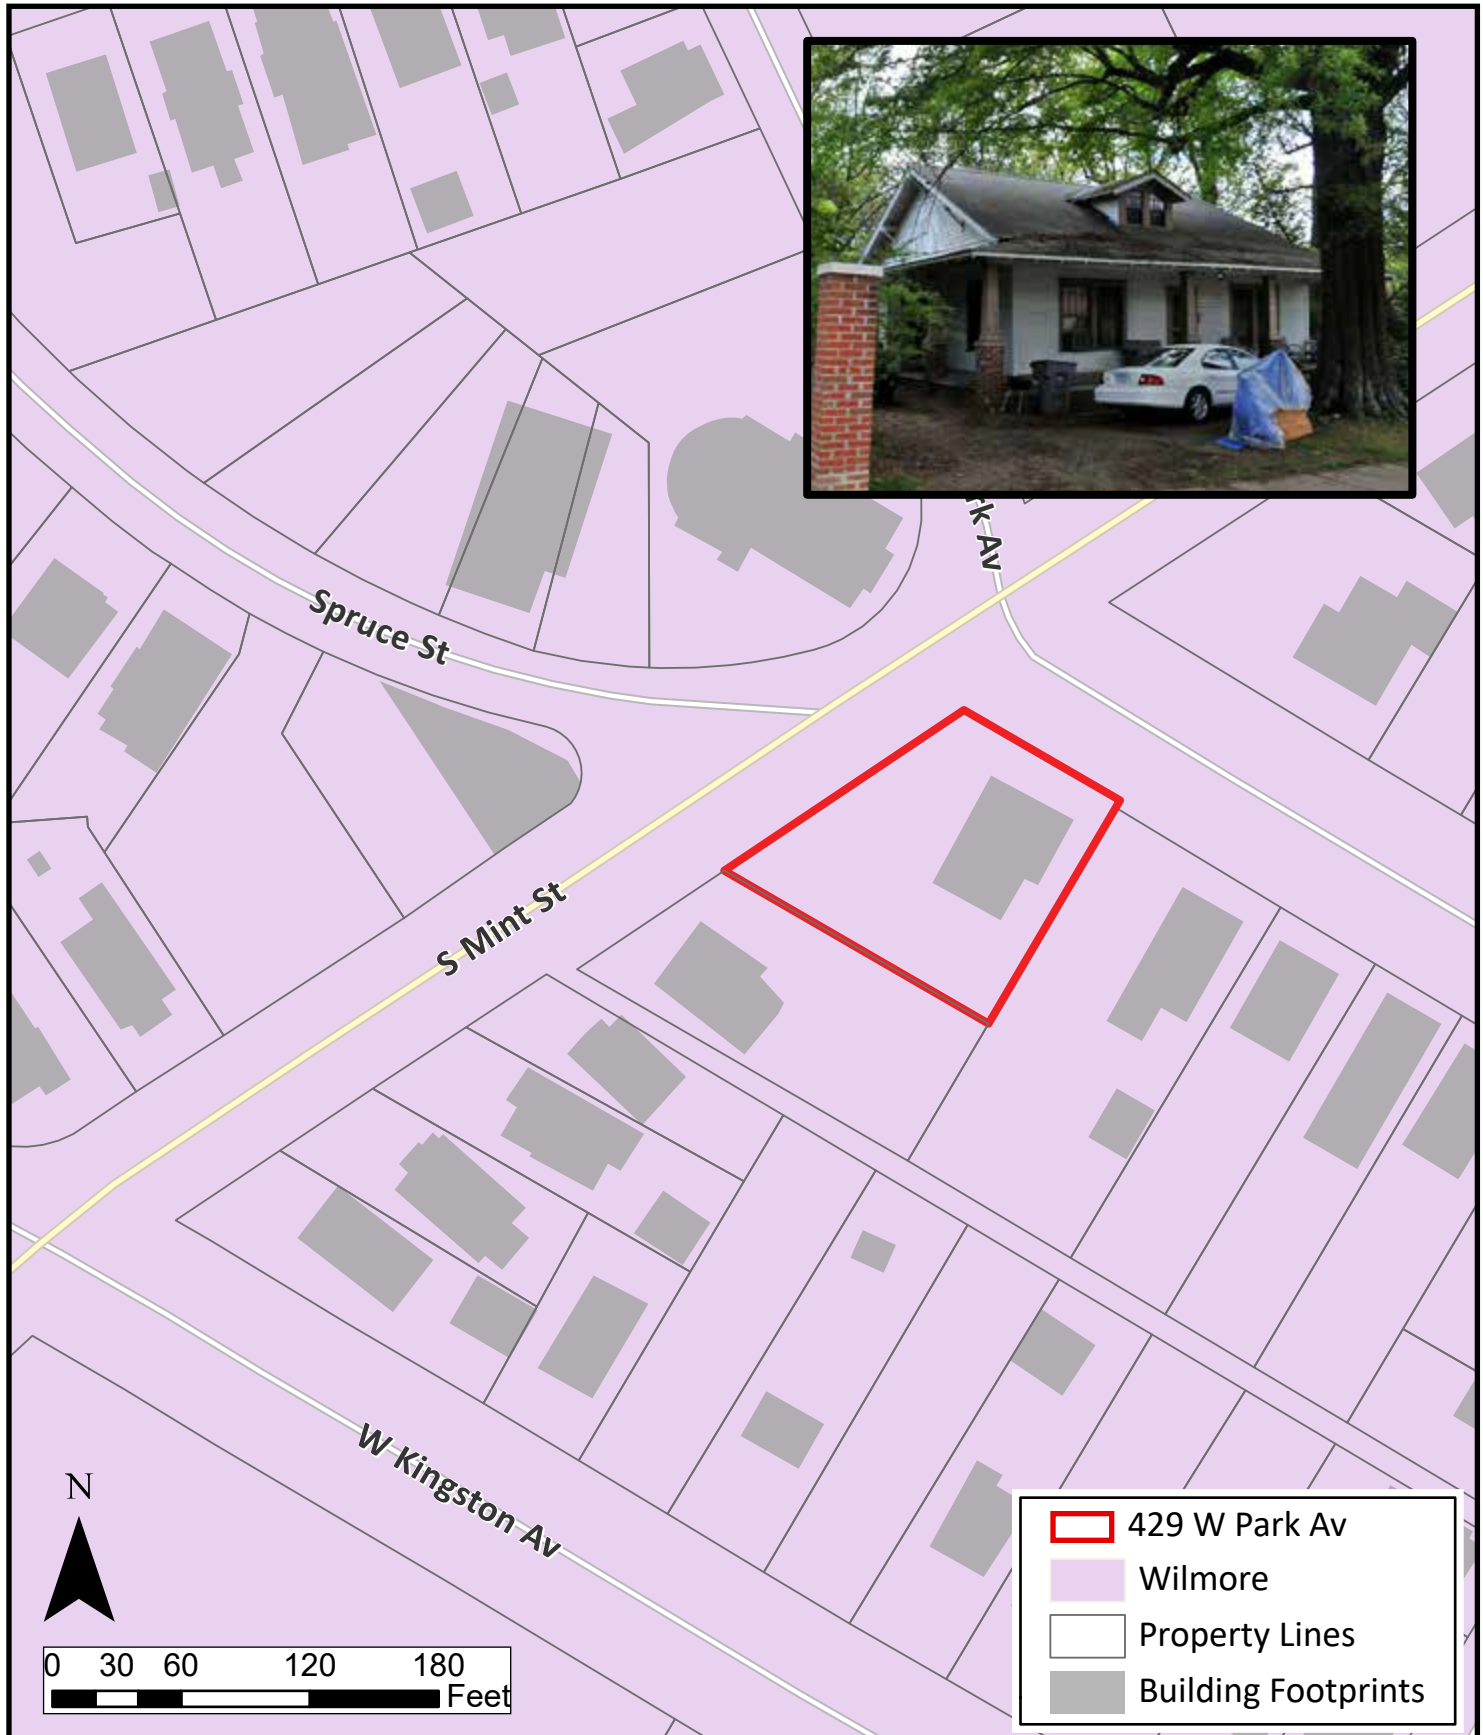 rk Av
Spruce St
S Mint St
W Kingston Av
N
0 30 60 120 180
Feet
429 W Park Av
Wilmore
Property Lines
Building Footprints